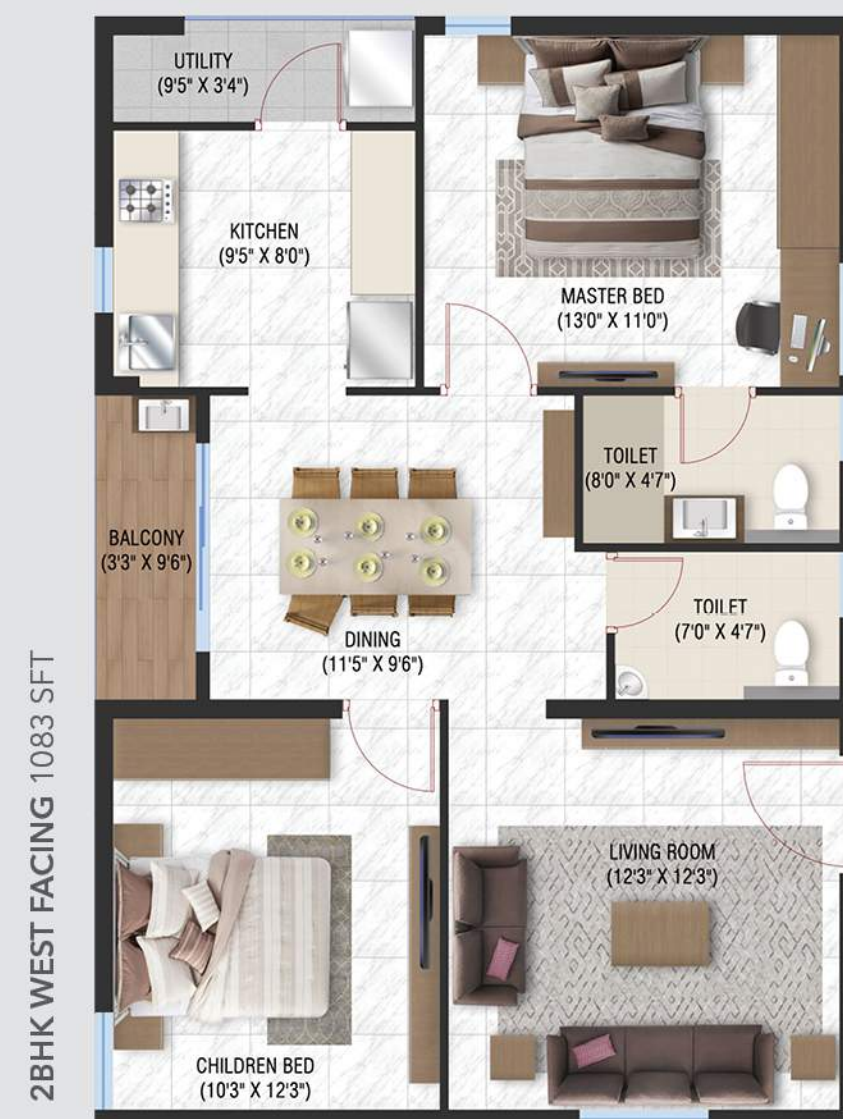 UTILITY
(9'5" X 3'4")
KITCHEN
(9'5" X 8'0")
MASTER BED
(13'0" X 11'0")
TOILET
(8'0" X 4'7")
BALCONY
(3'3" X 9'6")
TOILET
(7'0" X 4'7")
DINING
(11'5" X 9'6")
LIVING ROOM
(12'3" X 12'3")
CHILDREN BED
(10'3" X 12'3")
2BHK WEST FACING 1083 SFT